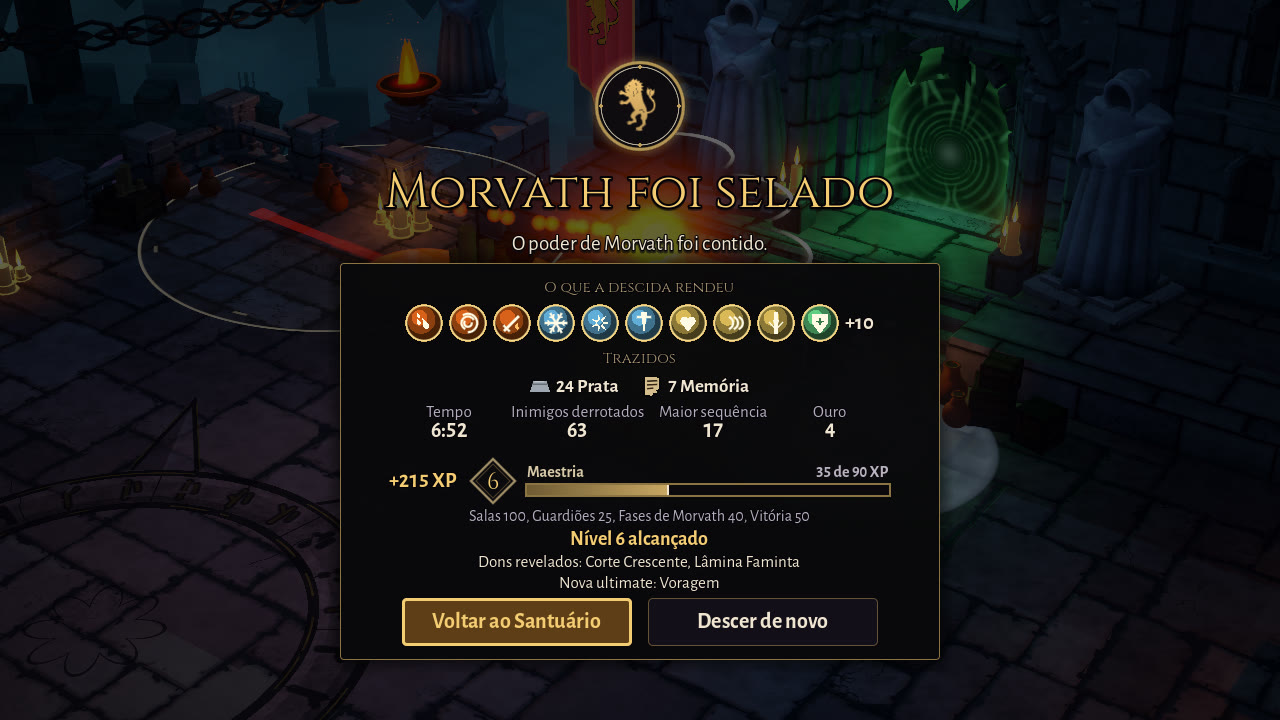 Morvath foi selado
O poder de Morvath foi contido.
O que a descida rendeu
+10
Trazidos
24 Prata 7 Memória
Tempo Inimigos derrotados Maior sequência Ouro
6:52 63 17 4
+215 XP 6 Maestria 35 de 90 XP
Salas 100, Guardiões 25, Fases de Morvath 40, Vitória 50
Nível 6 alcançado
Dons revelados: Corte Crescente, Lâmina Faminta
Nova ultimate: Voragem
Voltar ao Santuário Descer de novo